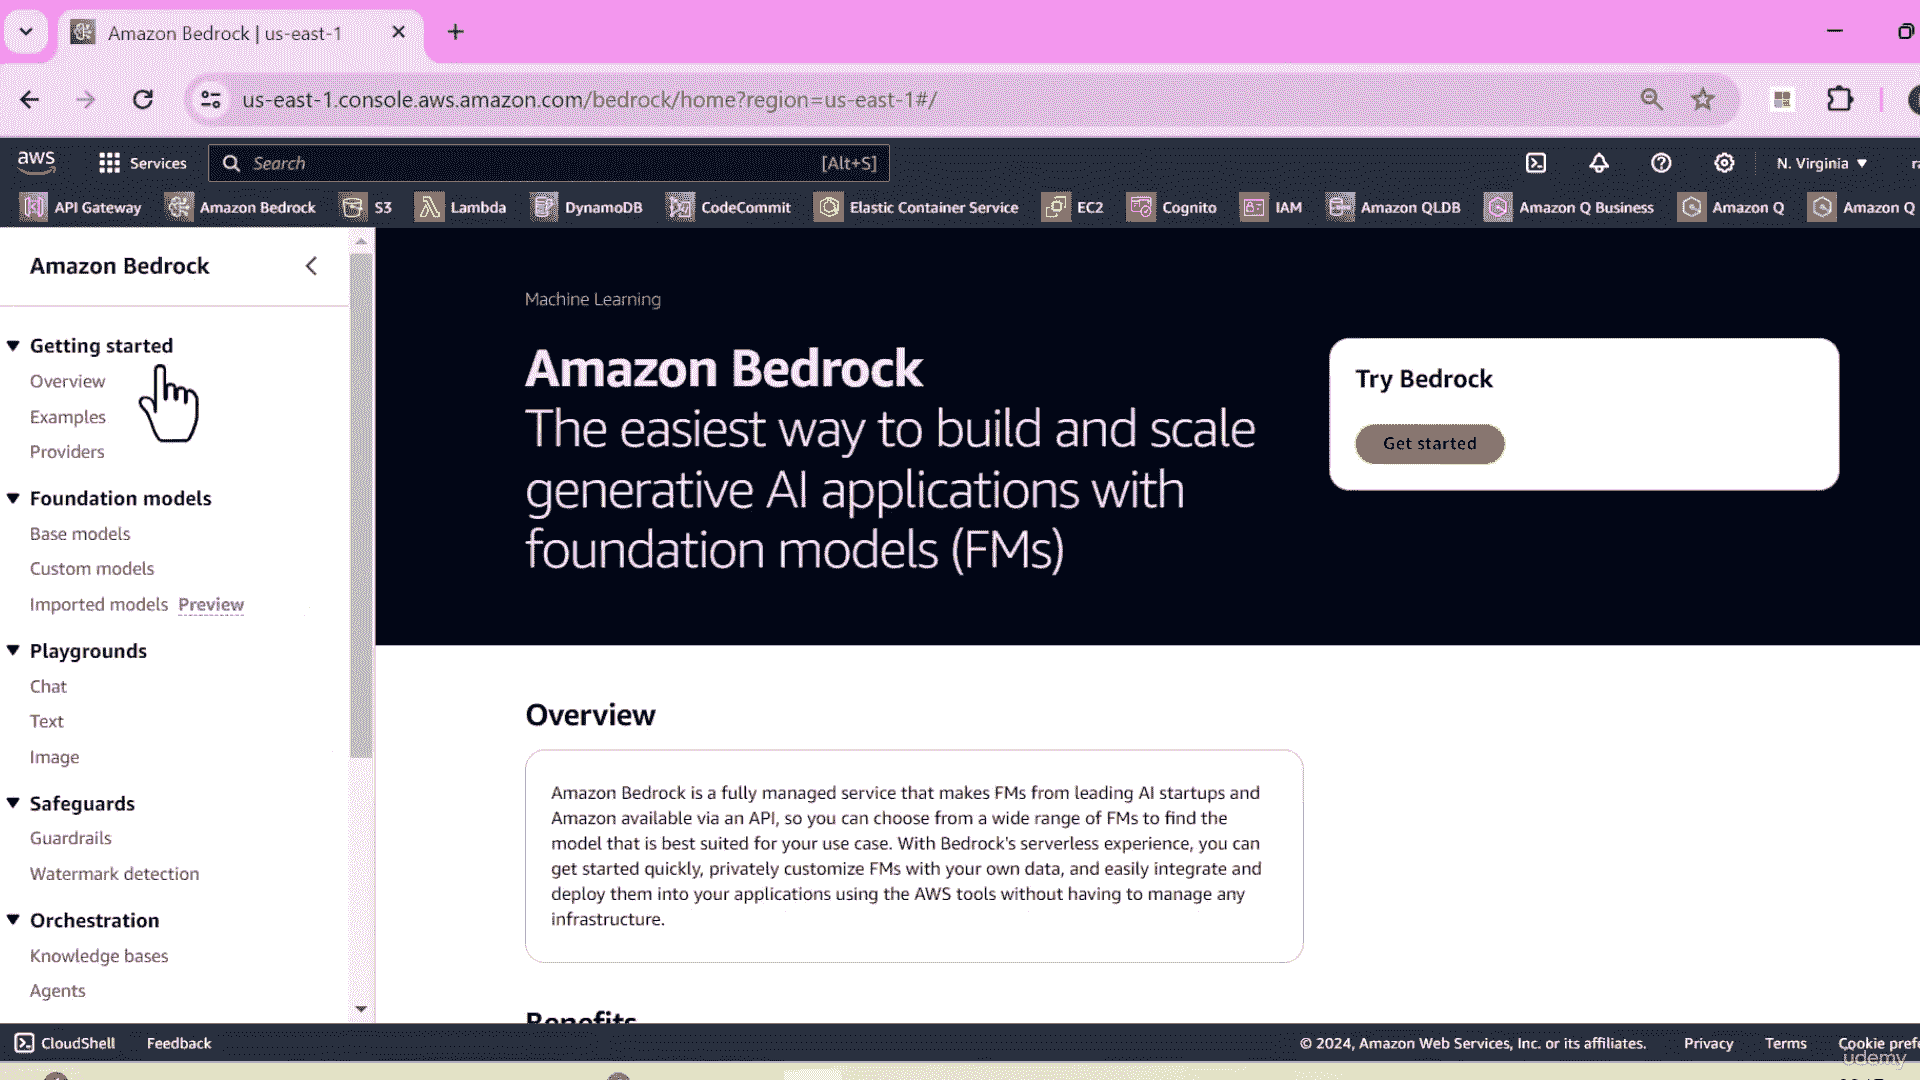 Amazon Bedrock | us-east-1
us-east-1.console.aws.amazon.com/bedrock/home?region=us-east-1#/
aws Services Search [Alt+S] N. Virginia
API Gateway Amazon Bedrock S3 Lambda DynamoDB CodeCommit Elastic Container Service EC2 Cognito IAM Amazon QLDB Amazon Q Business Amazon Q Amazon Q
Amazon Bedrock
Getting started
Overview
Examples
Providers
Foundation models
Base models
Custom models
Imported models Preview
Playgrounds
Chat
Text
Image
Safeguards
Guardrails
Watermark detection
Orchestration
Knowledge bases
Agents
Machine Learning
Amazon Bedrock
The easiest way to build and scale
generative AI applications with
foundation models (FMs)
Try Bedrock
Get started
Overview
Amazon Bedrock is a fully managed service that makes FMs from leading AI startups and
Amazon available via an API, so you can choose from a wide range of FMs to find the
model that is best suited for your use case. With Bedrock's serverless experience, you can
get started quickly, privately customize FMs with your own data, and easily integrate and
deploy them into your applications using the AWS tools without having to manage any
infrastructure.
Benefits
CloudShell Feedback © 2024, Amazon Web Services, Inc. or its affiliates. Privacy Terms Cookie prefe
udemy